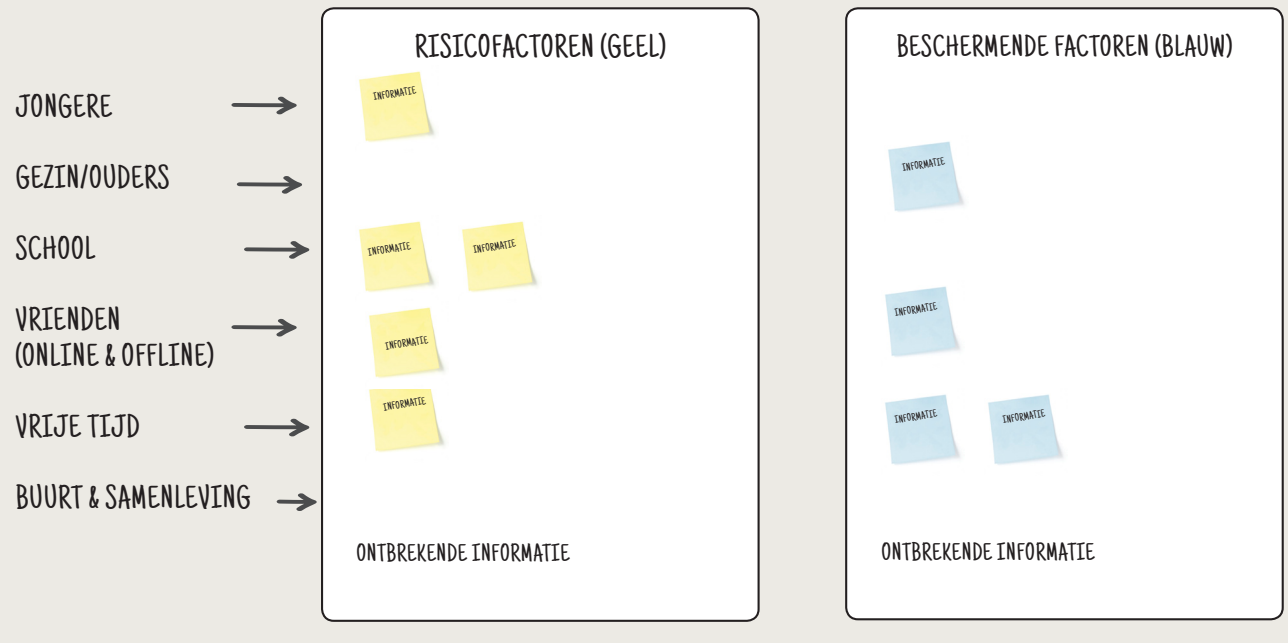 RISICOFACTOREN (GEEL)
BESCHERMENDE FACTOREN (BLAUW)
JONGERE
INFORMATIE
GEZIN/OUDERS
INFORMATIE
SCHOOL
INFORMATIE
INFORMATIE
VRIENDEN
(ONLINE & OFFLINE)
INFORMATIE
INFORMATIE
VRIJE TIJD
INFORMATIE
INFORMATIE
INFORMATIE
BUURT & SAMENLEVING
ONTBREKENDE INFORMATIE
ONTBREKENDE INFORMATIE